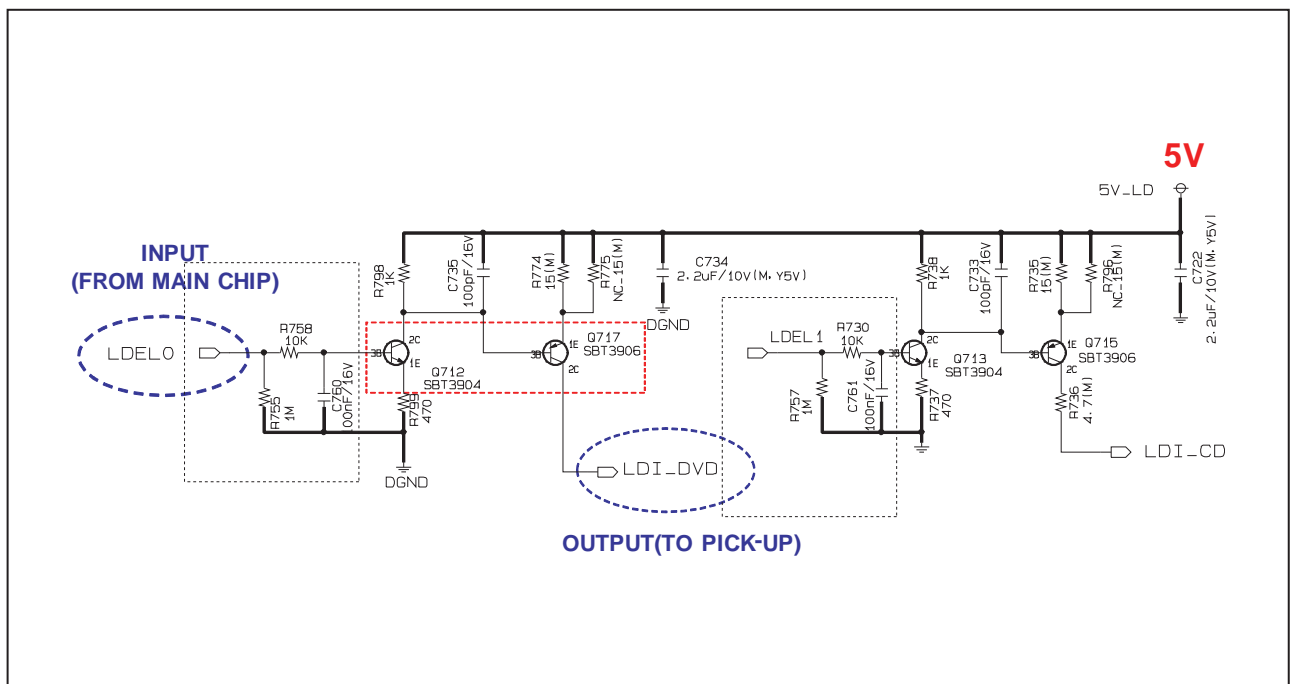 5V
5V_LD
INPUT
(FROM MAIN CHIP)
LDEL0
R758
10K
R755
1M
C760
100nF/16V
R798
1K
C735
100pF/16V
R774
15(M)
R775
NC_15(M)
C734
2.2uF/10V(M.Y5V)
DGND
3B
2C
1E
Q712
SBT3904
R799
470
DGND
Q717
SBT3906
1E
3B
2C
LDI_DVD
OUTPUT(TO PICK-UP)
LDEL1
R730
10K
R757
1M
C761
100nF/16V
R738
1K
C733
100pF/16V
R735
15(M)
R796
NC_15(M)
C722
2.2uF/10V(M.Y5V)
3B
2C
1E
Q713
SBT3904
R737
470
1E
Q715
SBT3906
3B
2C
R736
4.7(M)
LDI_CD